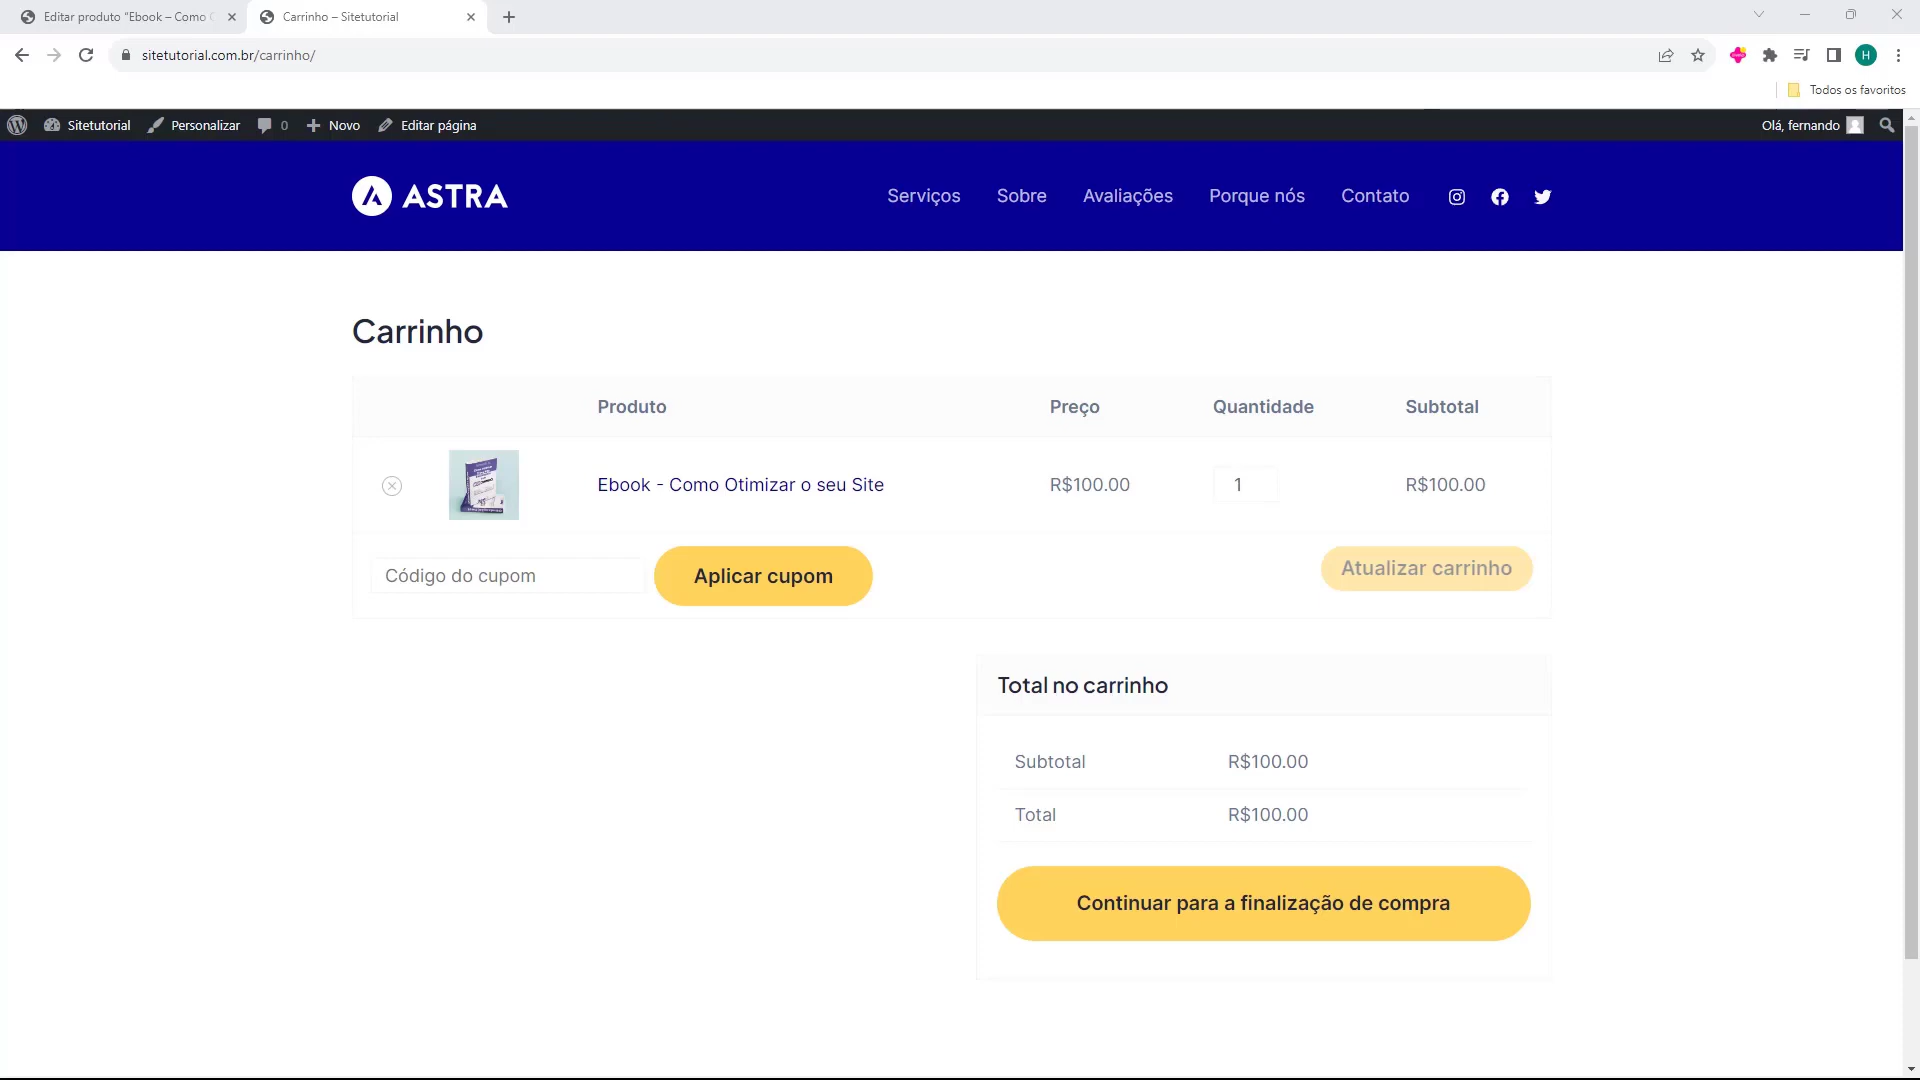 Editar produto "Ebook – Como
Carrinho – Sitetutorial
sitetutorial.com.br/carrinho/
H
Todos os favoritos
Sitetutorial
Personalizar
0
Novo
Editar página
Olá, fernando
ASTRA
Serviços
Sobre
Avaliações
Porque nós
Contato
Carrinho
Produto
Preço
Quantidade
Subtotal
Ebook - Como Otimizar o seu Site
R$100.00
1
R$100.00
Código do cupom
Aplicar cupom
Atualizar carrinho
Total no carrinho
Subtotal
R$100.00
Total
R$100.00
Continuar para a finalização de compra